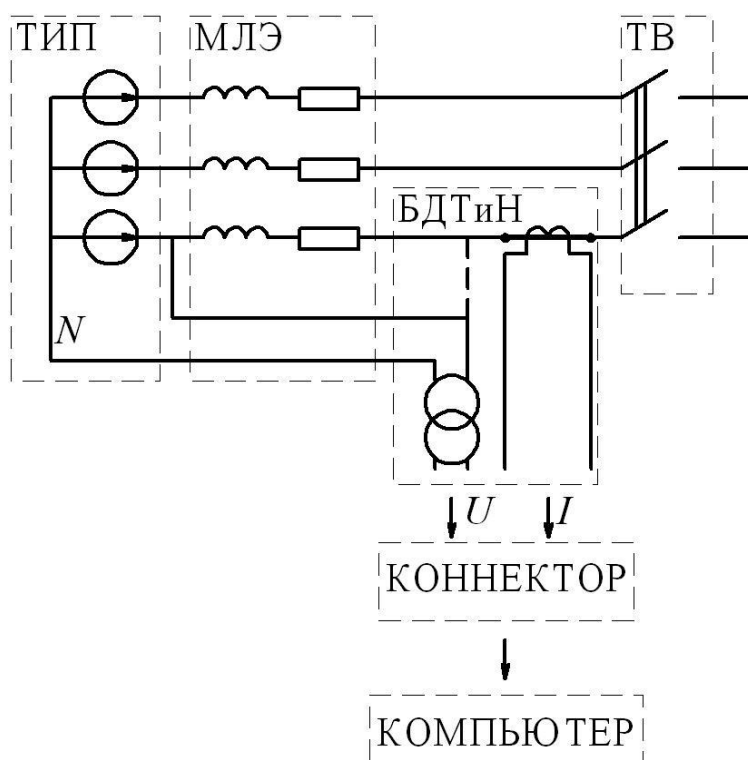 ТИП
МЛЭ
ТВ
БДТиН
N
U
I
КОННЕКТОР
КОМПЬЮТЕР